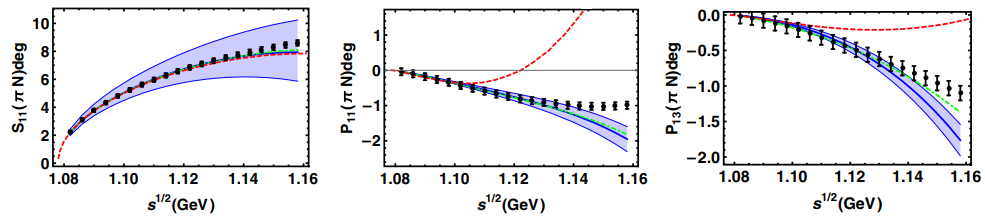 S11(π N)deg
10
8
6
4
2
0
1.08 1.10 1.12 1.14 1.16
s^1/2(GeV)
P11(π N)deg
1
0
−1
−2
1.08 1.10 1.12 1.14 1.16
s^1/2(GeV)
P13(π N)deg
0.0
−0.5
−1.0
−1.5
−2.0
1.08 1.10 1.12 1.14 1.16
s^1/2(GeV)